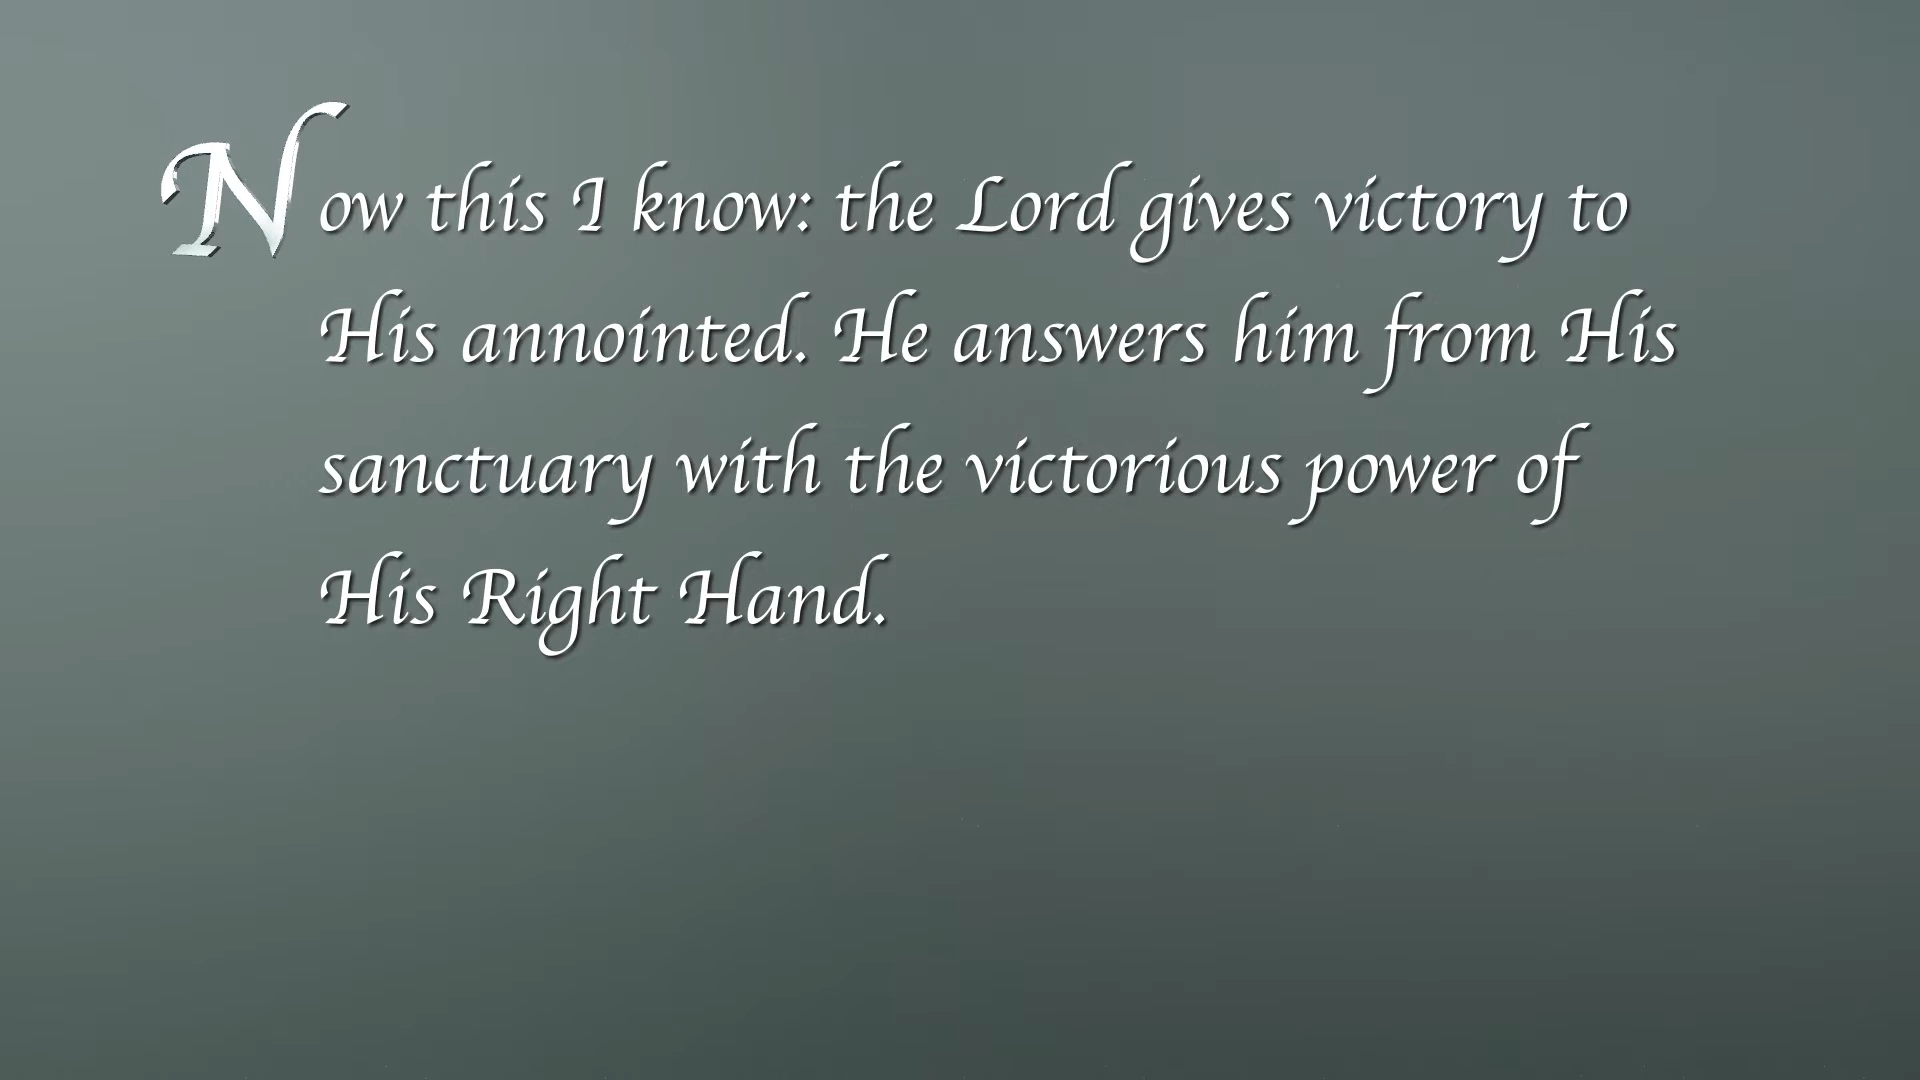 Now this I know: the Lord gives victory to
His annointed. He answers him from His
sanctuary with the victorious power of
His Right Hand.